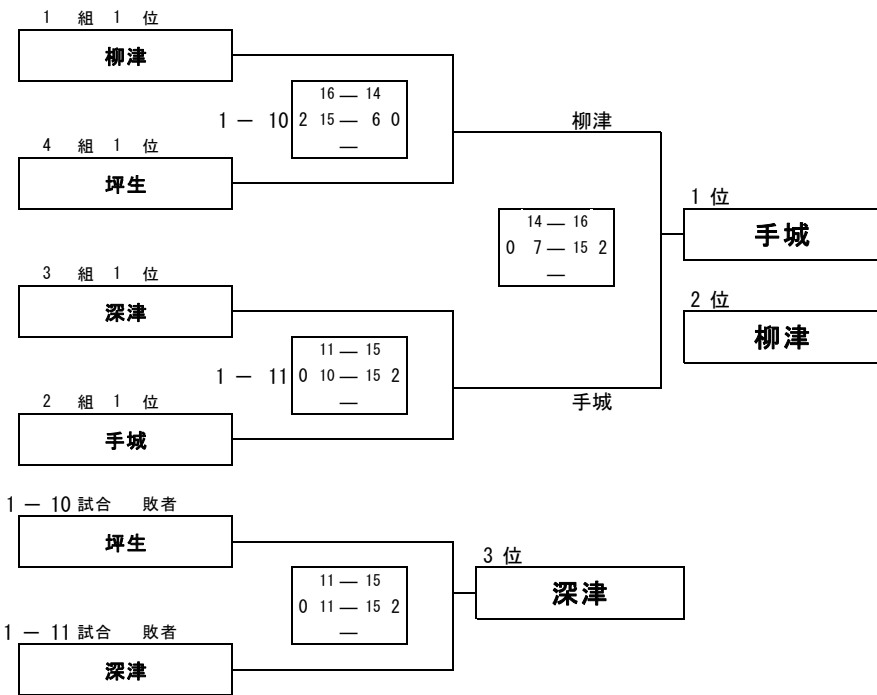 1 組 1 位
柳津
16 — 14
1 － 10 2 15 — 6 0
—
柳津
4 組 1 位
坪生
1 位
手城
14 — 16
0 7 — 15 2
—
3 組 1 位
深津
2 位
柳津
11 — 15
1 － 11 0 10 — 15 2
—
手城
2 組 1 位
手城
1 － 10 試合 敗者
坪生
3 位
深津
11 — 15
0 11 — 15 2
—
1 － 11 試合 敗者
深津